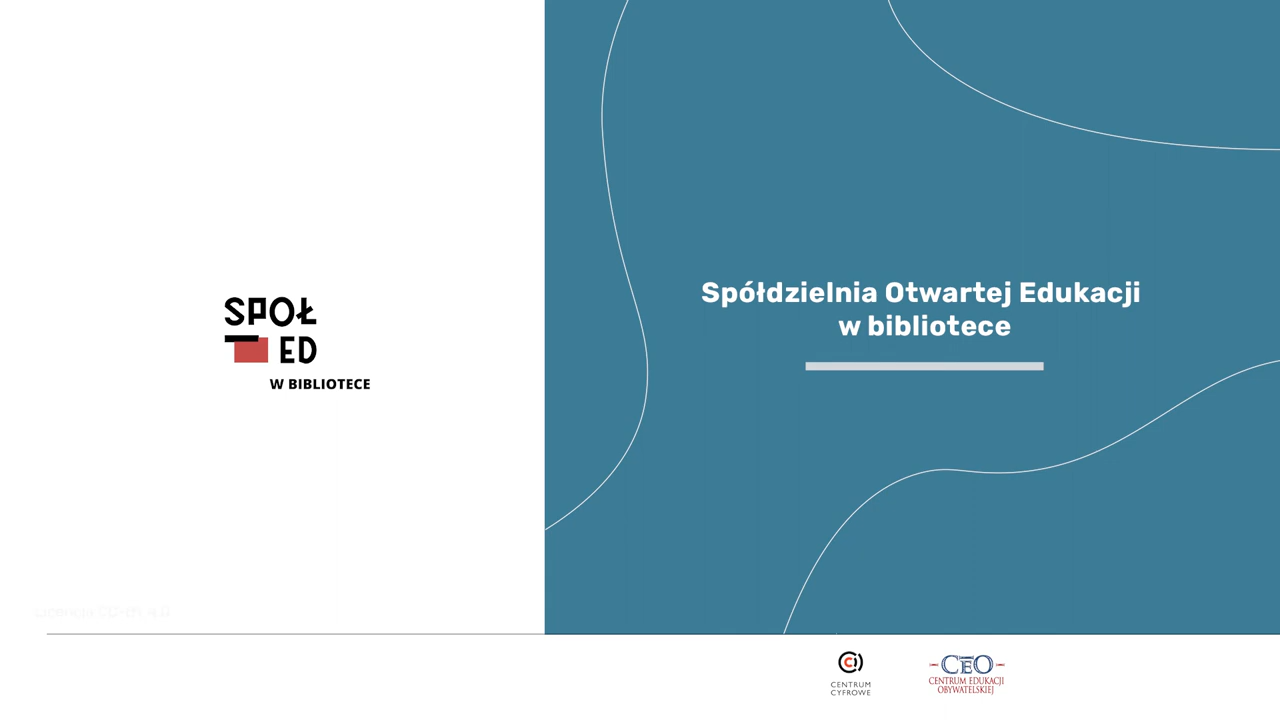 SPOŁ
ED
W BIBLIOTECE
Spółdzielnia Otwartej Edukacji
w bibliotece
CENTRUM
CYFROWE
CEO
CENTRUM EDUKACJI
OBYWATELSKIEJ